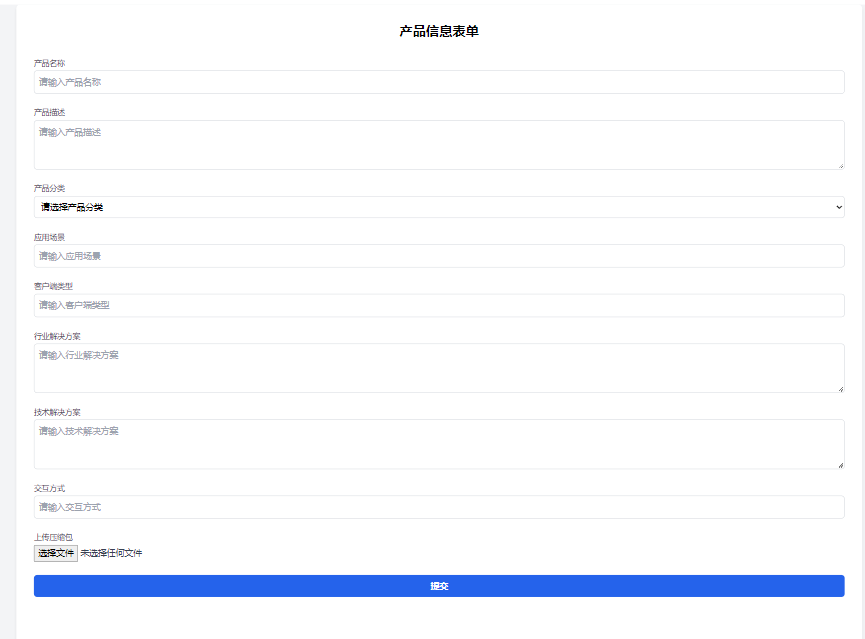 产品信息表单
产品名称
请输入产品名称
产品描述
请输入产品描述
产品分类
请选择产品分类
应用场景
请输入应用场景
客户端类型
请输入客户端类型
行业解决方案
请输入行业解决方案
技术解决方案
请输入技术解决方案
交互方式
请输入交互方式
上传压缩包
选择文件 未选择任何文件
提交